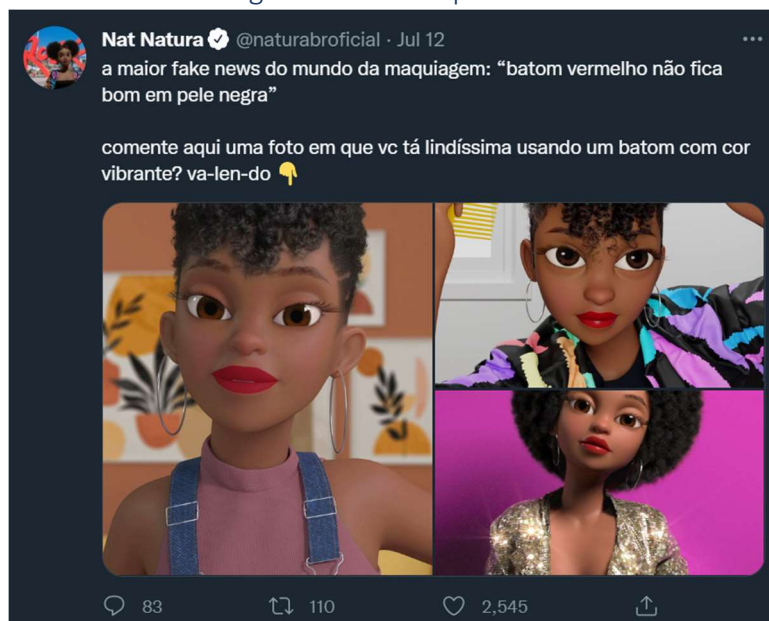 Nat Natura @naturabroficial · Jul 12
a maior fake news do mundo da maquiagem: “batom vermelho não fica
bom em pele negra”
comente aqui uma foto em que vc tá lindíssima usando um batom com cor
vibrante? va-len-do 👇
83 110 2,545